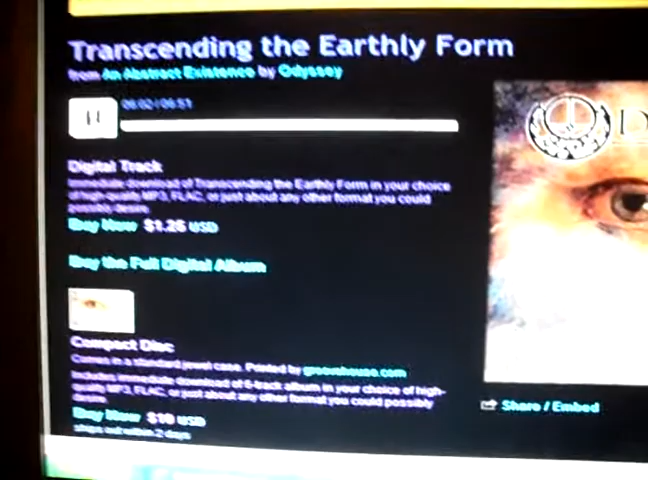 Transcending the Earthly Form
from An Abstract Existence by Odyssey
Digital Track
Immediate download of Transcending the Earthly Form in your choice
of high-quality MP3, FLAC, or just about any other format you could
possibly desire.
Buy Now $1.25 USD
Buy the Full Digital Album
Compact Disc
Comes in a standard jewel case. Printed by groovehouse.com
Includes immediate download of 6-track album in your choice of high-
quality MP3, FLAC, or just about any other format you could possibly
desire.
Buy Now $10 USD
ships out within 2 days
Share / Embed